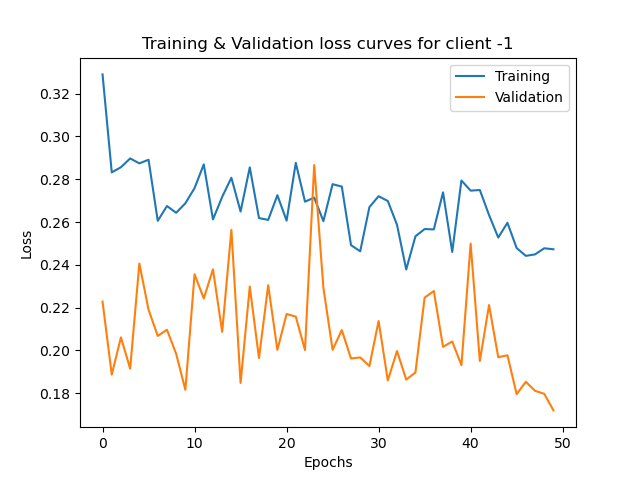 Training & Validation loss curves for client -1
Training
Validation
Loss
0.32
0.30
0.28
0.26
0.24
0.22
0.20
0.18
0
10
20
30
40
50
Epochs